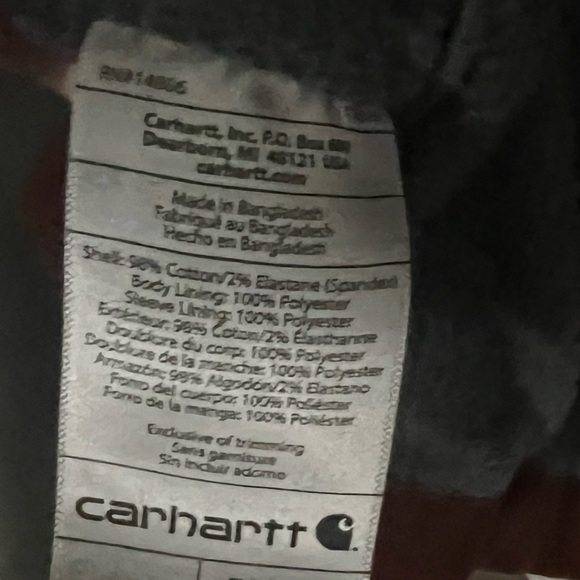 RN# 14806
Carhartt, Inc. P.O. Box
Dearborn, MI 48121 USA
carhartt.com
Made in Bangladesh
Fabriqué au Bangladesh
Hecho en Bangladesh
Shell: 98% Cotton/2% Elastane (Spandex)
Body Lining: 100% Polyester
Sleeve Lining: 100% Polyester
Extérieur: 98% Coton/2% Élasthanne
Doublure du corp: 100% Polyester
Doublure de la manche: 100% Polyester
Armazón: 98% Algodón/2% Elastano
Forro del cuerpo: 100% Poliéster
Forro de la manga: 100% Poliéster
Exclusive of trimming
Sans garniture
Sin incluir adorno
carhartt